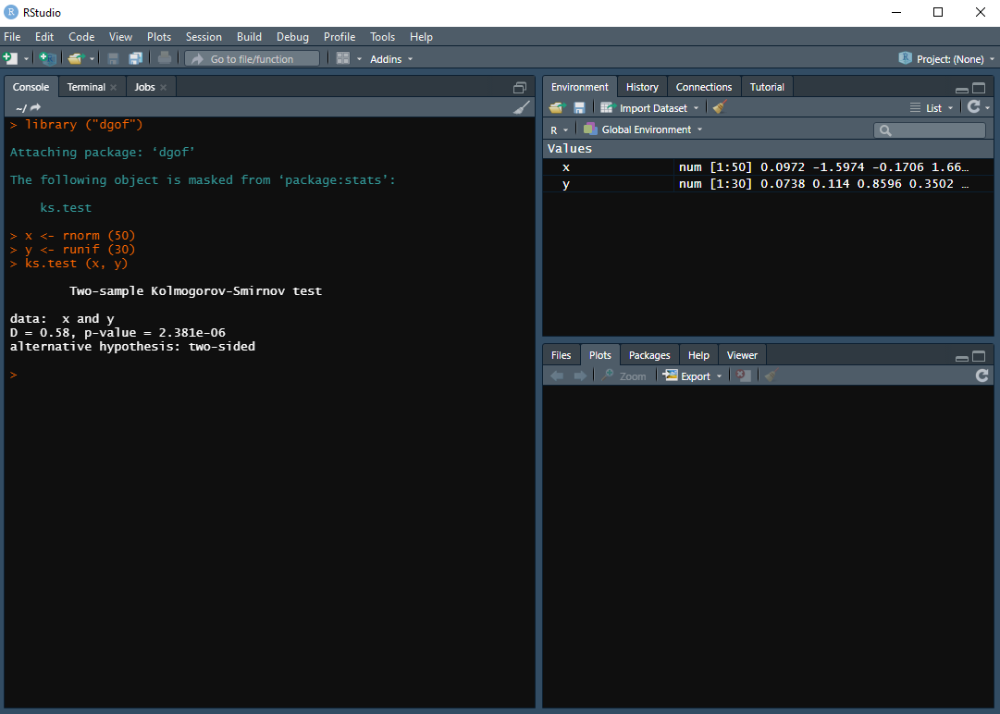 RStudio
File Edit Code View Plots Session Build Debug Profile Tools Help
Go to file/function Addins Project: (None)
Console Terminal Jobs
~/
> library ("dgof")
Attaching package: ‘dgof’
The following object is masked from ‘package:stats’:
ks.test
> x <- rnorm (50)
> y <- runif (30)
> ks.test (x, y)
Two-sample Kolmogorov-Smirnov test
data:  x and y
D = 0.58, p-value = 2.381e-06
alternative hypothesis: two-sided
>
Environment History Connections Tutorial
Import Dataset List
R Global Environment
Values
x num [1:50] 0.0972 -1.5974 -0.1706 1.66…
y num [1:30] 0.0738 0.114 0.8596 0.3502 …
Files Plots Packages Help Viewer
Zoom Export